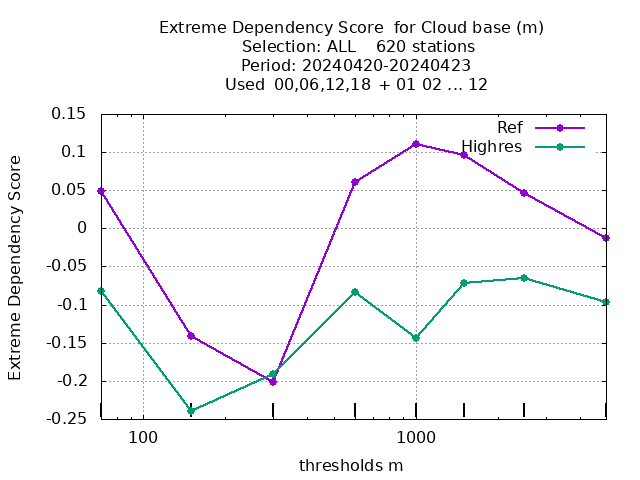 Extreme Dependency Score  for Cloud base (m)
Selection: ALL    620 stations
Period: 20240420-20240423
Used  00,06,12,18 + 01 02 ... 12
Ref
Highres
0.15
0.1
0.05
0
-0.05
-0.1
-0.15
-0.2
-0.25
Extreme Dependency Score
100
1000
thresholds m